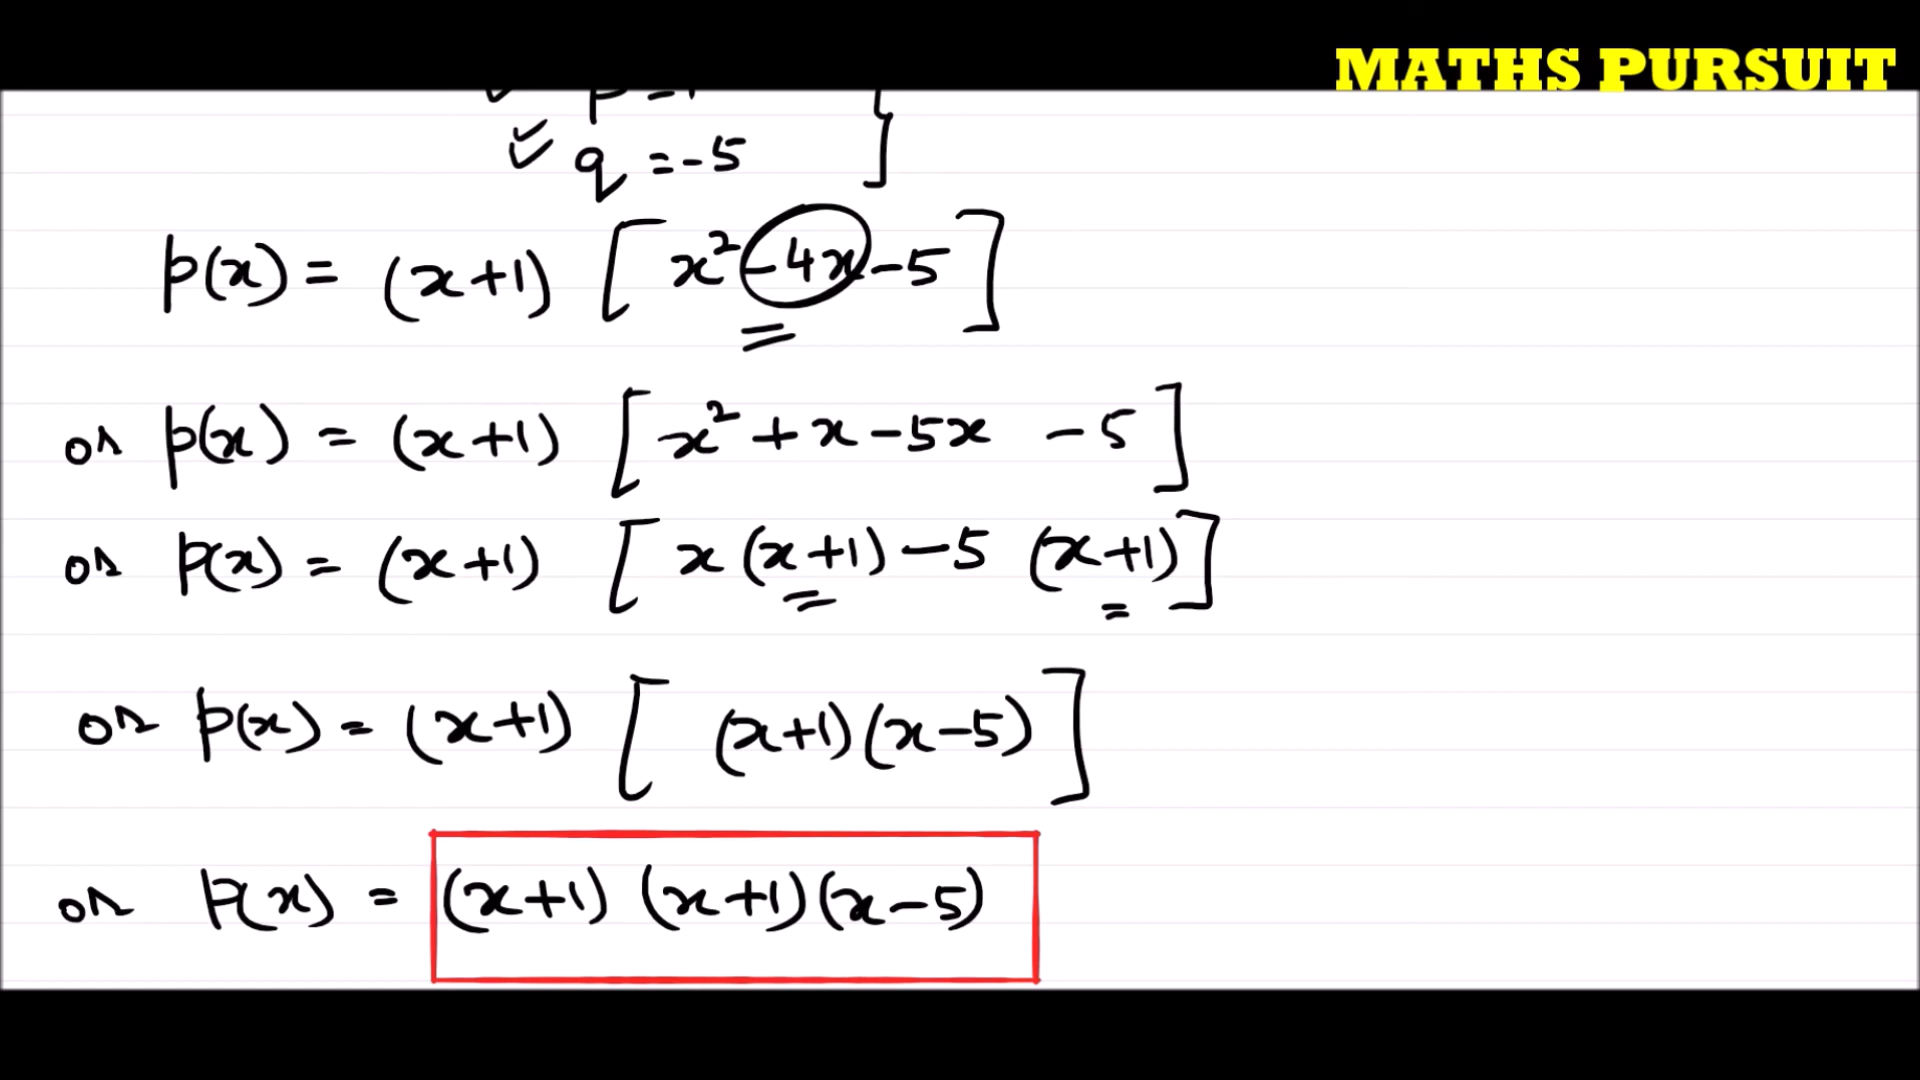 MATHS PURSUIT
q = -5
p(x) = (x+1) [x² -4x -5]
or p(x) = (x+1) [x² + x - 5x - 5]
or p(x) = (x+1) [x (x+1) - 5 (x+1)]
or p(x) = (x+1) [(x+1)(x-5)]
or p(x) = (x+1) (x+1)(x-5)